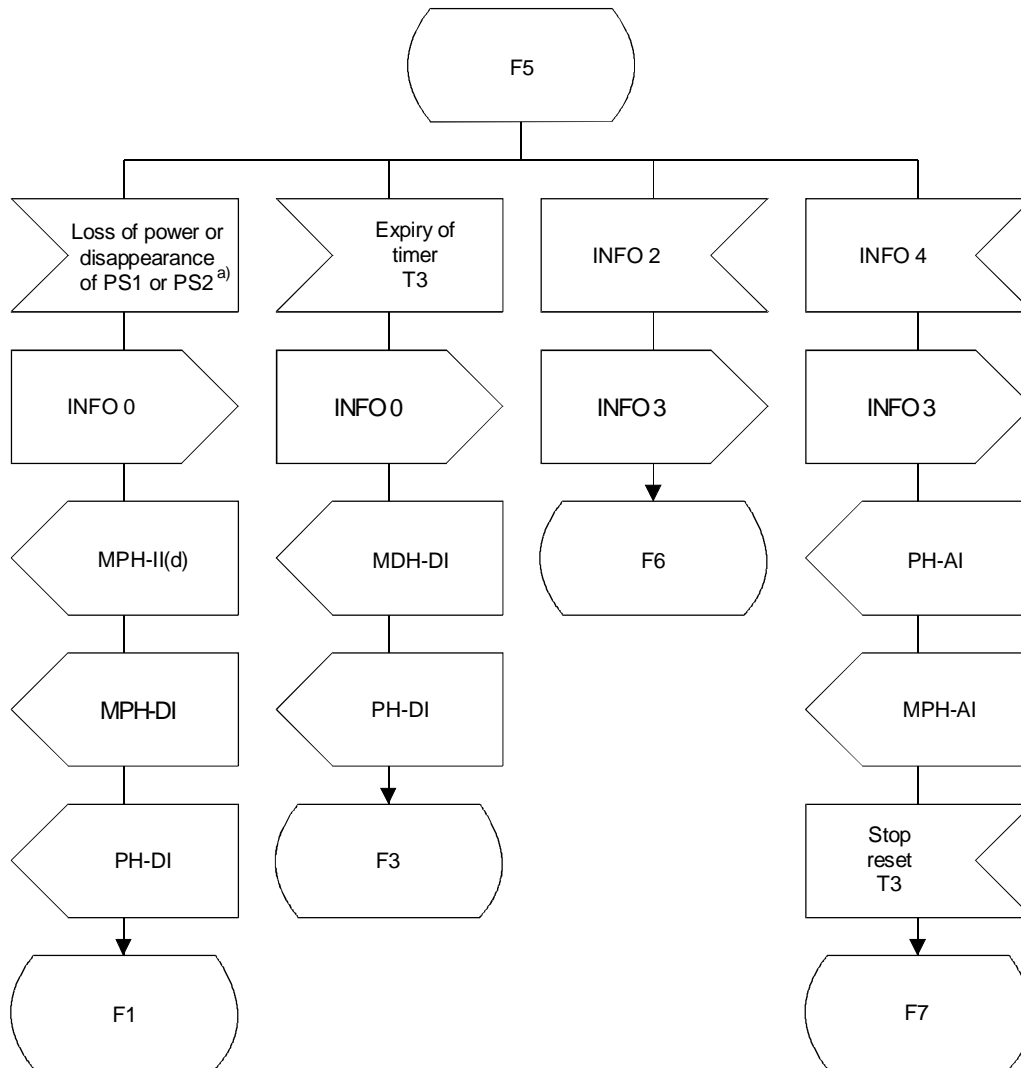 F5
Loss of power or
disappearance
of PS1 or PS2 a)
Expiry of
timer
T3
INFO 2
INFO 4
INFO 0
INFO 0
INFO 3
INFO 3
MPH-II(d)
MDH-DI
F6
PH-AI
MPH-DI
PH-DI
MPH-AI
PH-DI
F3
Stop
reset
T3
F1
F7